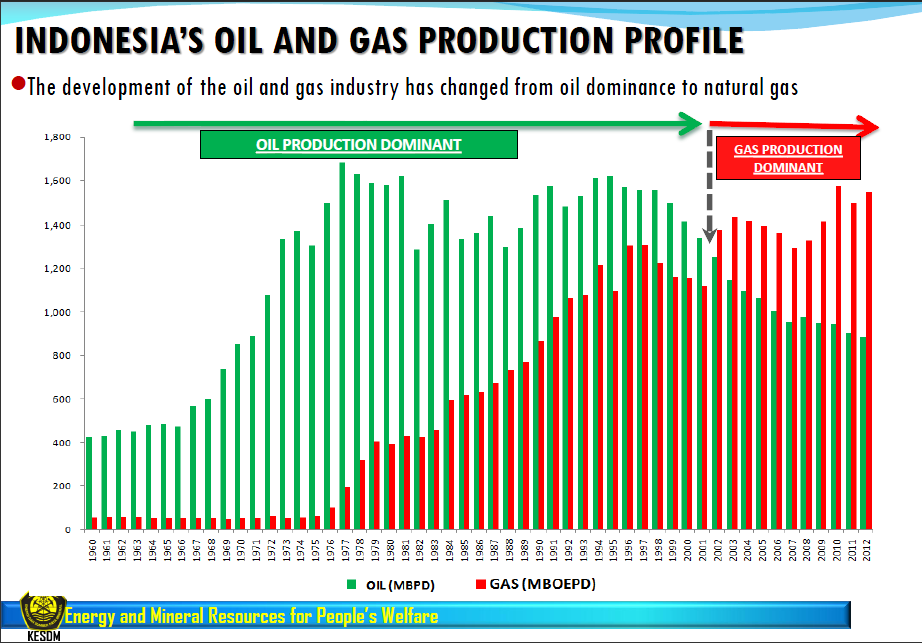 INDONESIA'S OIL AND GAS PRODUCTION PROFILE
The development of the oil and gas industry has changed from oil dominance to natural gas
OIL PRODUCTION DOMINANT
GAS PRODUCTION
DOMINANT
1,800
1,600
1,400
1,200
1,000
800
600
400
200
0
1960 1961 1962 1963 1964 1965 1966 1967 1968 1969 1970 1971 1972 1973 1974 1975 1976 1977 1978 1979 1980 1981 1982 1983 1984 1985 1986 1987 1988 1989 1990 1991 1992 1993 1994 1995 1996 1997 1998 1999 2000 2001 2002 2003 2004 2005 2006 2007 2008 2009 2010 2011 2012
OIL (MBPD) GAS (MBOEPD)
Energy and Mineral Resources for People's Welfare
KESDM